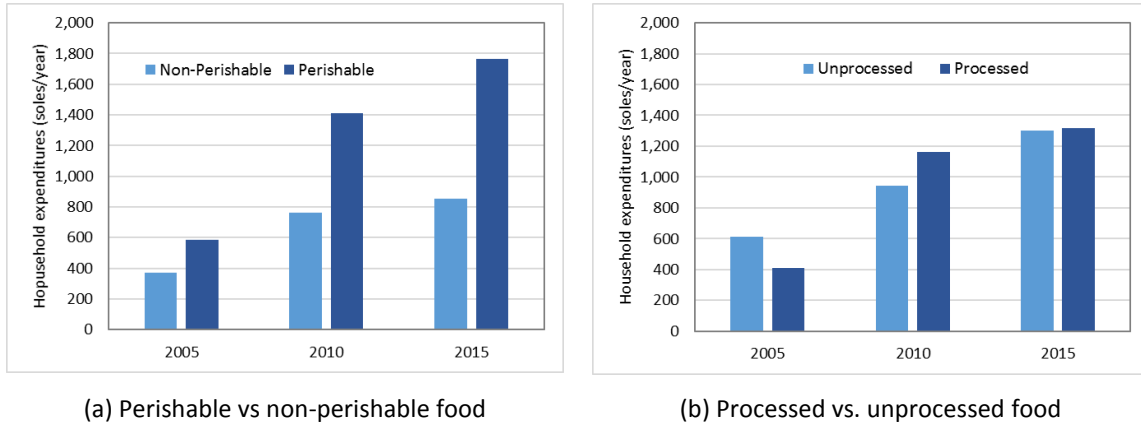 2,000
1,800
1,600
1,400
1,200
1,000
800
600
400
200
0
Hopusehold expenditures (soles/year)
Non-Perishable Perishable
2005 2010 2015
(a) Perishable vs non-perishable food
2,000
1,800
1,600
1,400
1,200
1,000
800
600
400
200
0
Household expenditures (soles/year)
Unprocessed Processed
2005 2010 2015
(b) Processed vs. unprocessed food